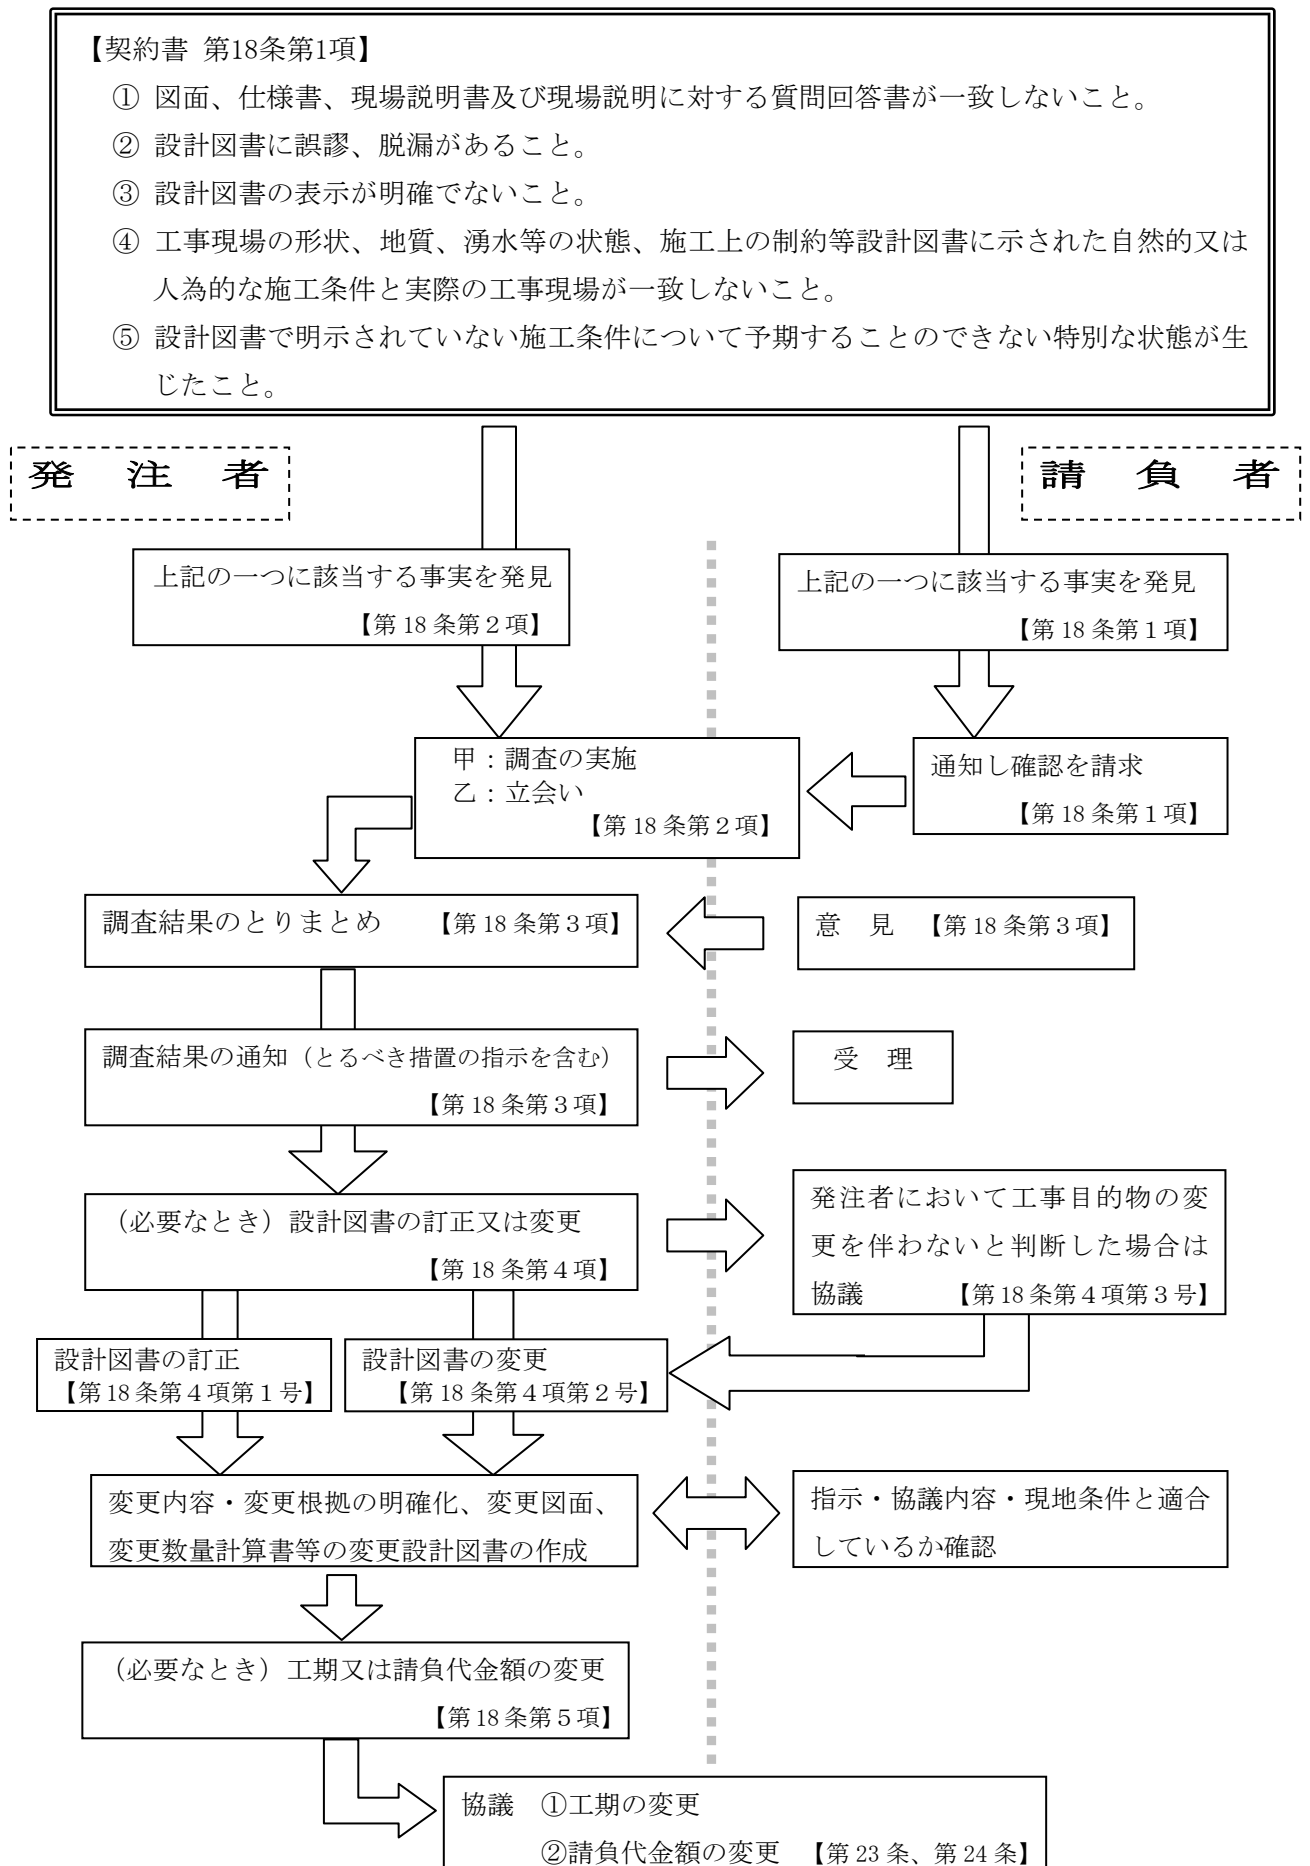 【契約書 第18条第1項】
① 図面、仕様書、現場説明書及び現場説明に対する質問回答書が一致しないこと。
② 設計図書に誤謬、脱漏があること。
③ 設計図書の表示が明確でないこと。
④ 工事現場の形状、地質、湧水等の状態、施工上の制約等設計図書に示された自然的又は
人為的な施工条件と実際の工事現場が一致しないこと。
⑤ 設計図書で明示されていない施工条件について予期することのできない特別な状態が生
じたこと。
発 注 者
請 負 者
上記の一つに該当する事実を発見
【第18条第2項】
上記の一つに該当する事実を発見
【第18条第1項】
甲：調査の実施
乙：立会い
【第18条第2項】
通知し確認を請求
【第18条第1項】
調査結果のとりまとめ 【第18条第3項】
意 見 【第18条第3項】
調査結果の通知（とるべき措置の指示を含む）
【第18条第3項】
受 理
（必要なとき）設計図書の訂正又は変更
【第18条第4項】
発注者において工事目的物の変
更を伴わないと判断した場合は
協議 【第18条第4項第3号】
設計図書の訂正
【第18条第4項第1号】
設計図書の変更
【第18条第4項第2号】
変更内容・変更根拠の明確化、変更図面、
変更数量計算書等の変更設計図書の作成
指示・協議内容・現地条件と適合
しているか確認
（必要なとき）工期又は請負代金額の変更
【第18条第5項】
協議 ①工期の変更
②請負代金額の変更 【第23条、第24条】